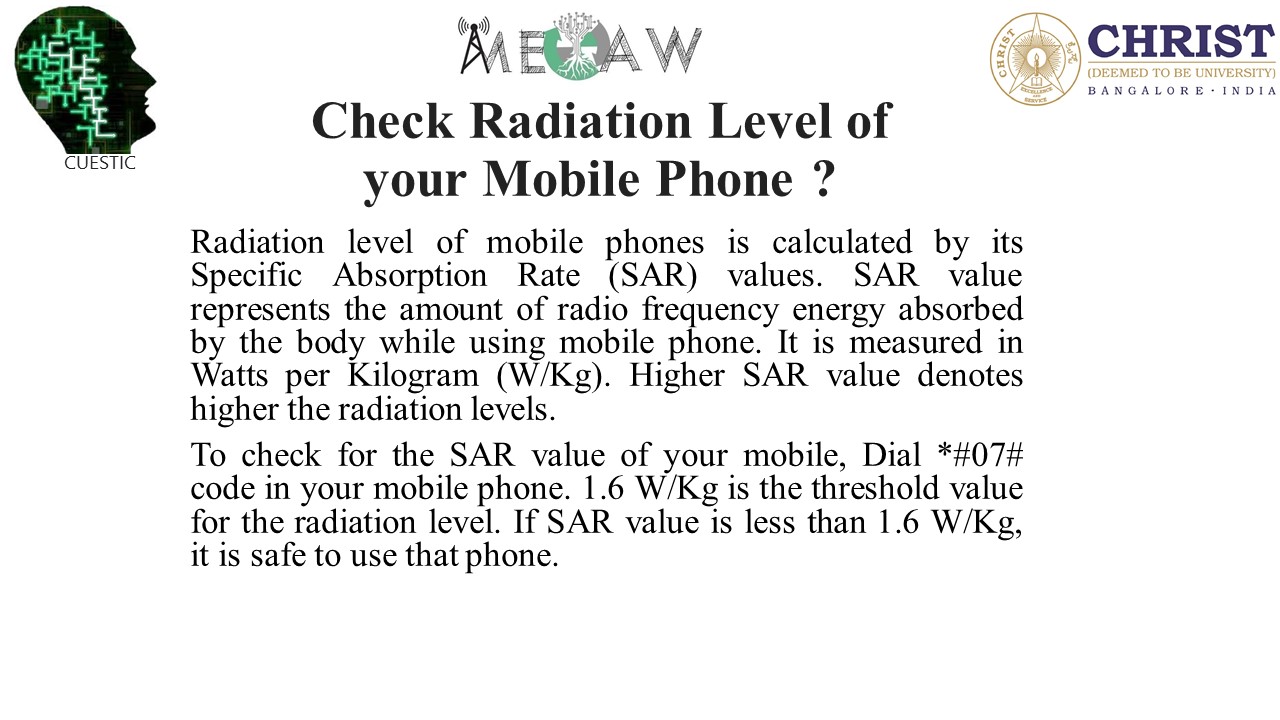 CUESTIC
MEGAW
CHRIST
(DEEMED TO BE UNIVERSITY)
BANGALORE · INDIA
CHRIST
EXCELLENCE
AND
SERVICE
Check Radiation Level of
your Mobile Phone ?
Radiation level of mobile phones is calculated by its
Specific Absorption Rate (SAR) values. SAR value
represents the amount of radio frequency energy absorbed
by the body while using mobile phone. It is measured in
Watts per Kilogram (W/Kg). Higher SAR value denotes
higher the radiation levels.
To check for the SAR value of your mobile, Dial *#07#
code in your mobile phone. 1.6 W/Kg is the threshold value
for the radiation level. If SAR value is less than 1.6 W/Kg,
it is safe to use that phone.